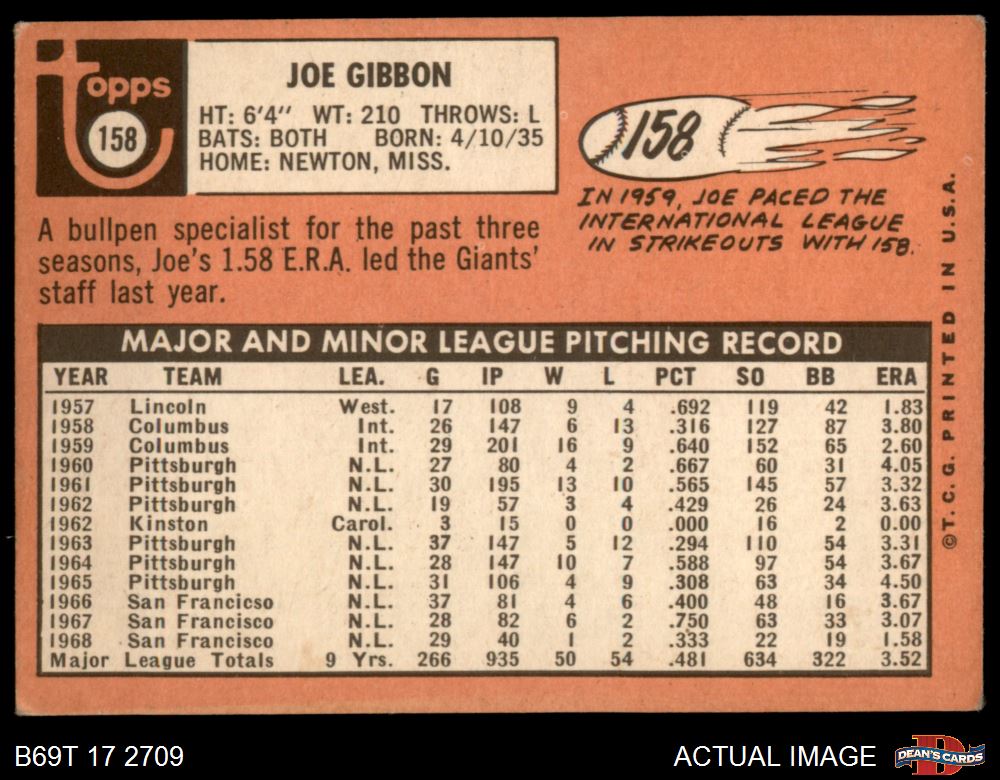 topps
158
JOE GIBBON
HT: 6'4" WT: 210 THROWS: L
BATS: BOTH BORN: 4/10/35
HOME: NEWTON, MISS.
158
IN 1959, JOE PACED THE
INTERNATIONAL LEAGUE
IN STRIKEOUTS WITH 158.
A bullpen specialist for the past three
seasons, Joe's 1.58 E.R.A. led the Giants'
staff last year.
MAJOR AND MINOR LEAGUE PITCHING RECORD
YEAR TEAM LEA. G IP W L PCT SO BB ERA
1957 Lincoln West. 17 108 9 4 .692 119 42 1.83
1958 Columbus Int. 26 147 6 13 .316 127 87 3.80
1959 Columbus Int. 29 201 16 9 .640 152 65 2.60
1960 Pittsburgh N.L. 27 80 4 2 .667 60 31 4.05
1961 Pittsburgh N.L. 30 195 13 10 .565 145 57 3.32
1962 Pittsburgh N.L. 19 57 3 4 .429 26 24 3.63
1962 Kinston Carol. 3 15 0 0 .000 16 2 0.00
1963 Pittsburgh N.L. 37 147 5 12 .294 110 54 3.31
1964 Pittsburgh N.L. 28 147 10 7 .588 97 54 3.67
1965 Pittsburgh N.L. 31 106 4 9 .308 63 34 4.50
1966 San Francicso N.L. 37 81 4 6 .400 48 16 3.67
1967 San Francisco N.L. 28 82 6 2 .750 63 33 3.07
1968 San Francisco N.L. 29 40 1 2 .333 22 19 1.58
Major League Totals 9 Yrs. 266 935 50 54 .481 634 322 3.52
©T.C.G. PRINTED IN U.S.A.
B69T 17 2709
ACTUAL IMAGE
D
DEAN'S CARDS